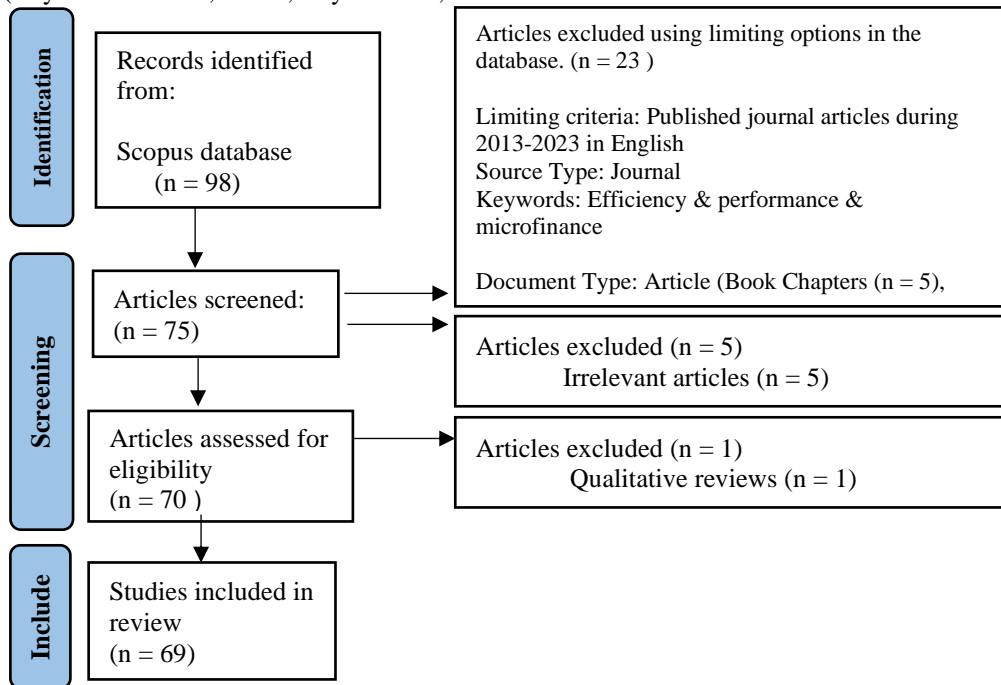 Identification
Records identified
from:
Scopus database
(n = 98)
Articles excluded using limiting options in the
database. (n = 23 )
Limiting criteria: Published journal articles during
2013-2023 in English
Source Type: Journal
Keywords: Efficiency & performance &
microfinance
Document Type: Article (Book Chapters (n = 5),
Screening
Articles screened:
(n = 75)
Articles excluded (n = 5)
Irrelevant articles (n = 5)
Articles assessed for
eligibility
(n = 70 )
Articles excluded (n = 1)
Qualitative reviews (n = 1)
Include
Studies included in
review
(n = 69)